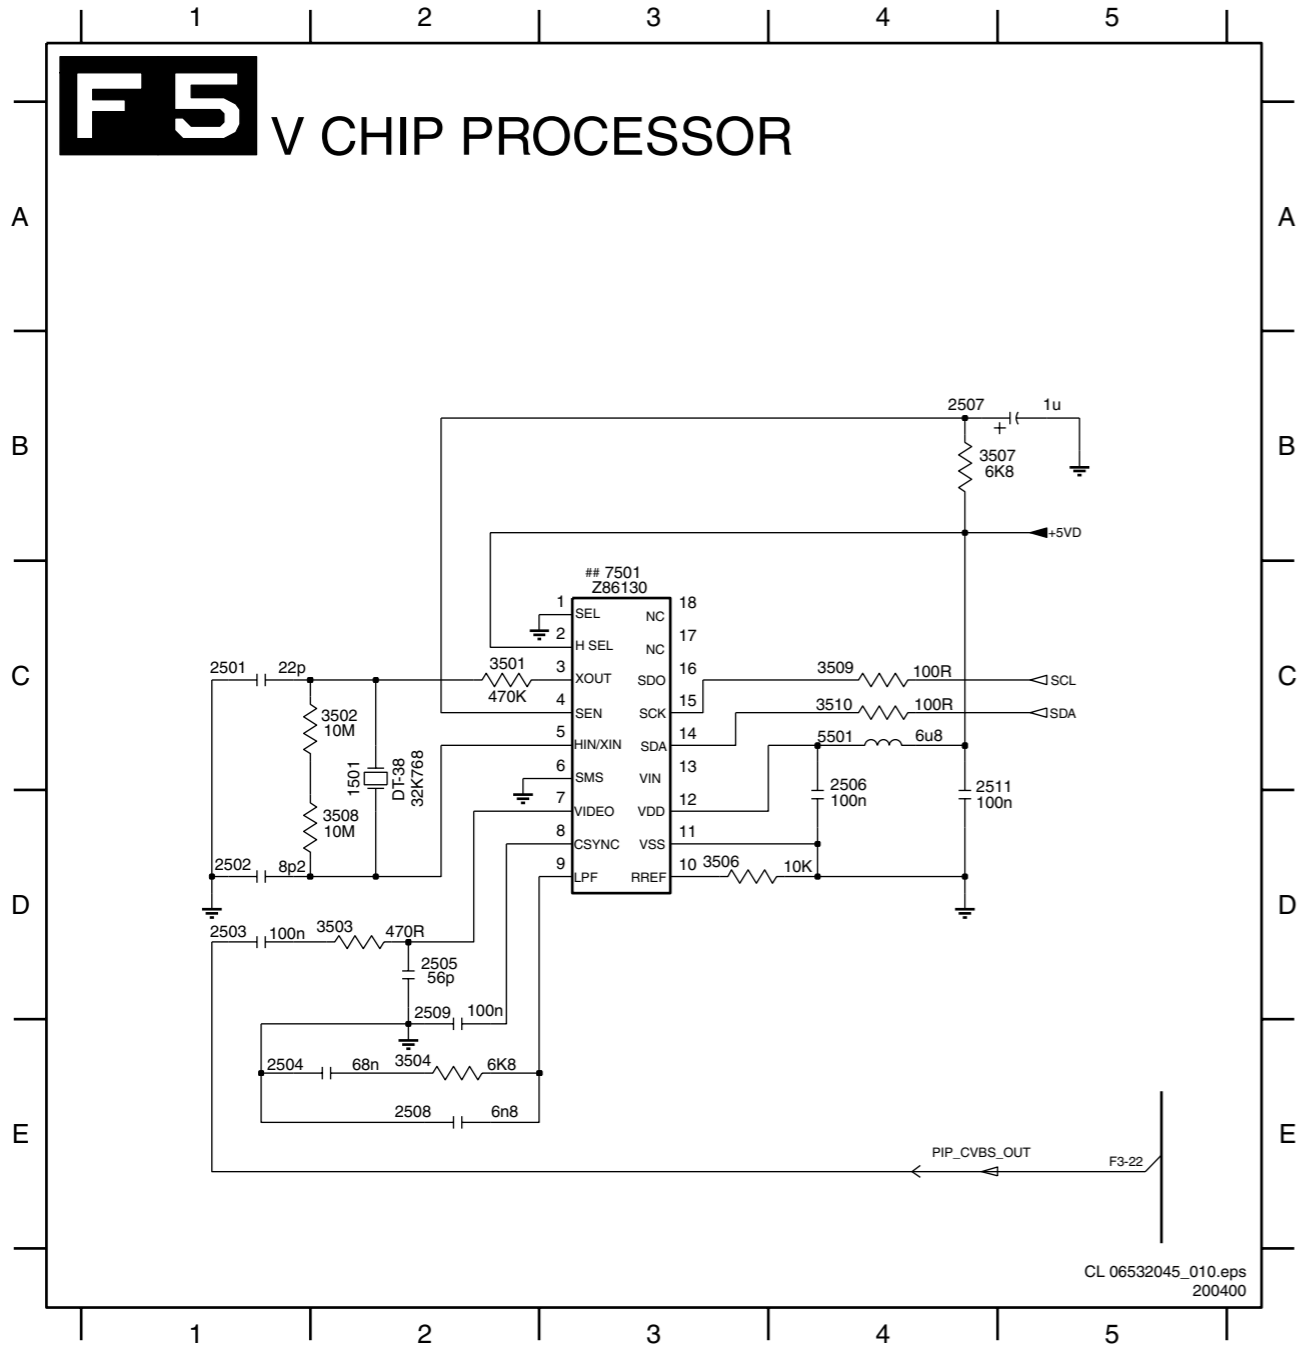 1 2 3 4 5
F 5
V CHIP PROCESSOR
A A
2507 1u
B + B
3507
6K8
+5VD
## 7501
Z86130
1 SEL NC 18
2 H SEL NC 17
3 XOUT SDO 16
4 SEN SCK 15
5 HIN/XIN SDA 14
6 SMS VIN 13
7 VIDEO VDD 12
8 CSYNC VSS 11
9 LPF RREF 10
C C
2501 22p
3501
470K
3509 100R SCL
3510 100R SDA
3502
10M
5501 6u8
1501
DT-38
32K768
2506
100n
2511
100n
3508
10M
2502 8p2
3506 10K
D D
2503 100n 3503 470R
2505
56p
2509 100n
2504 68n 3504 6K8
2508 6n8
E E
PIP_CVBS_OUT
F3-22
CL 06532045_010.eps
200400
1 2 3 4 5